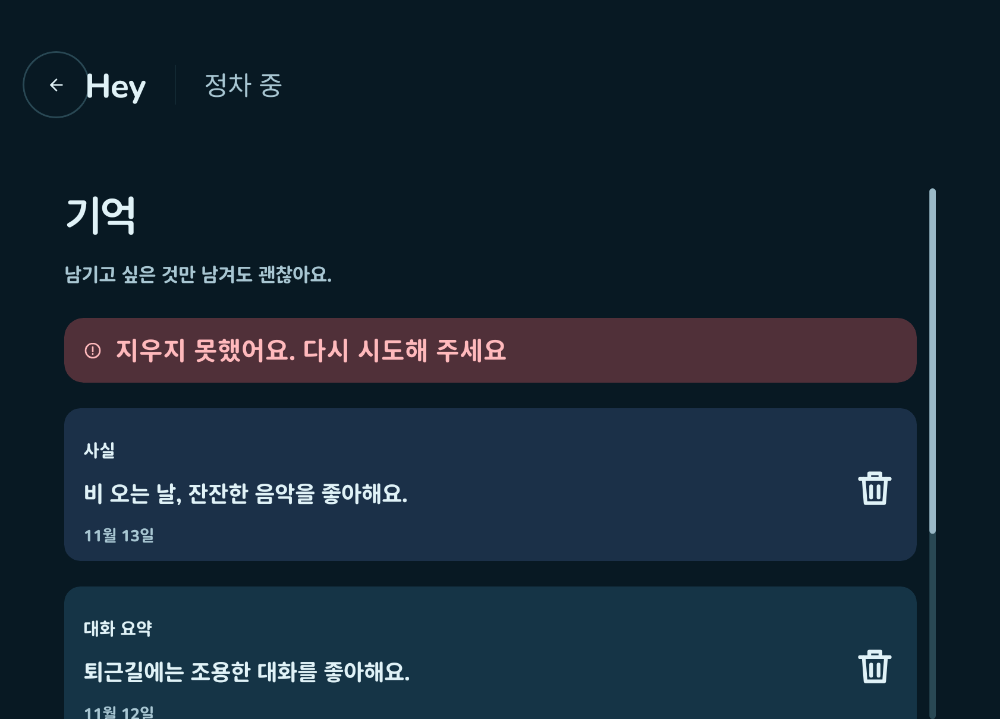 Hey
정차 중
기억
남기고 싶은 것만 남겨도 괜찮아요.
지우지 못했어요. 다시 시도해 주세요
사실
비 오는 날, 잔잔한 음악을 좋아해요.
11월 13일
대화 요약
퇴근길에는 조용한 대화를 좋아해요.
11월 12일